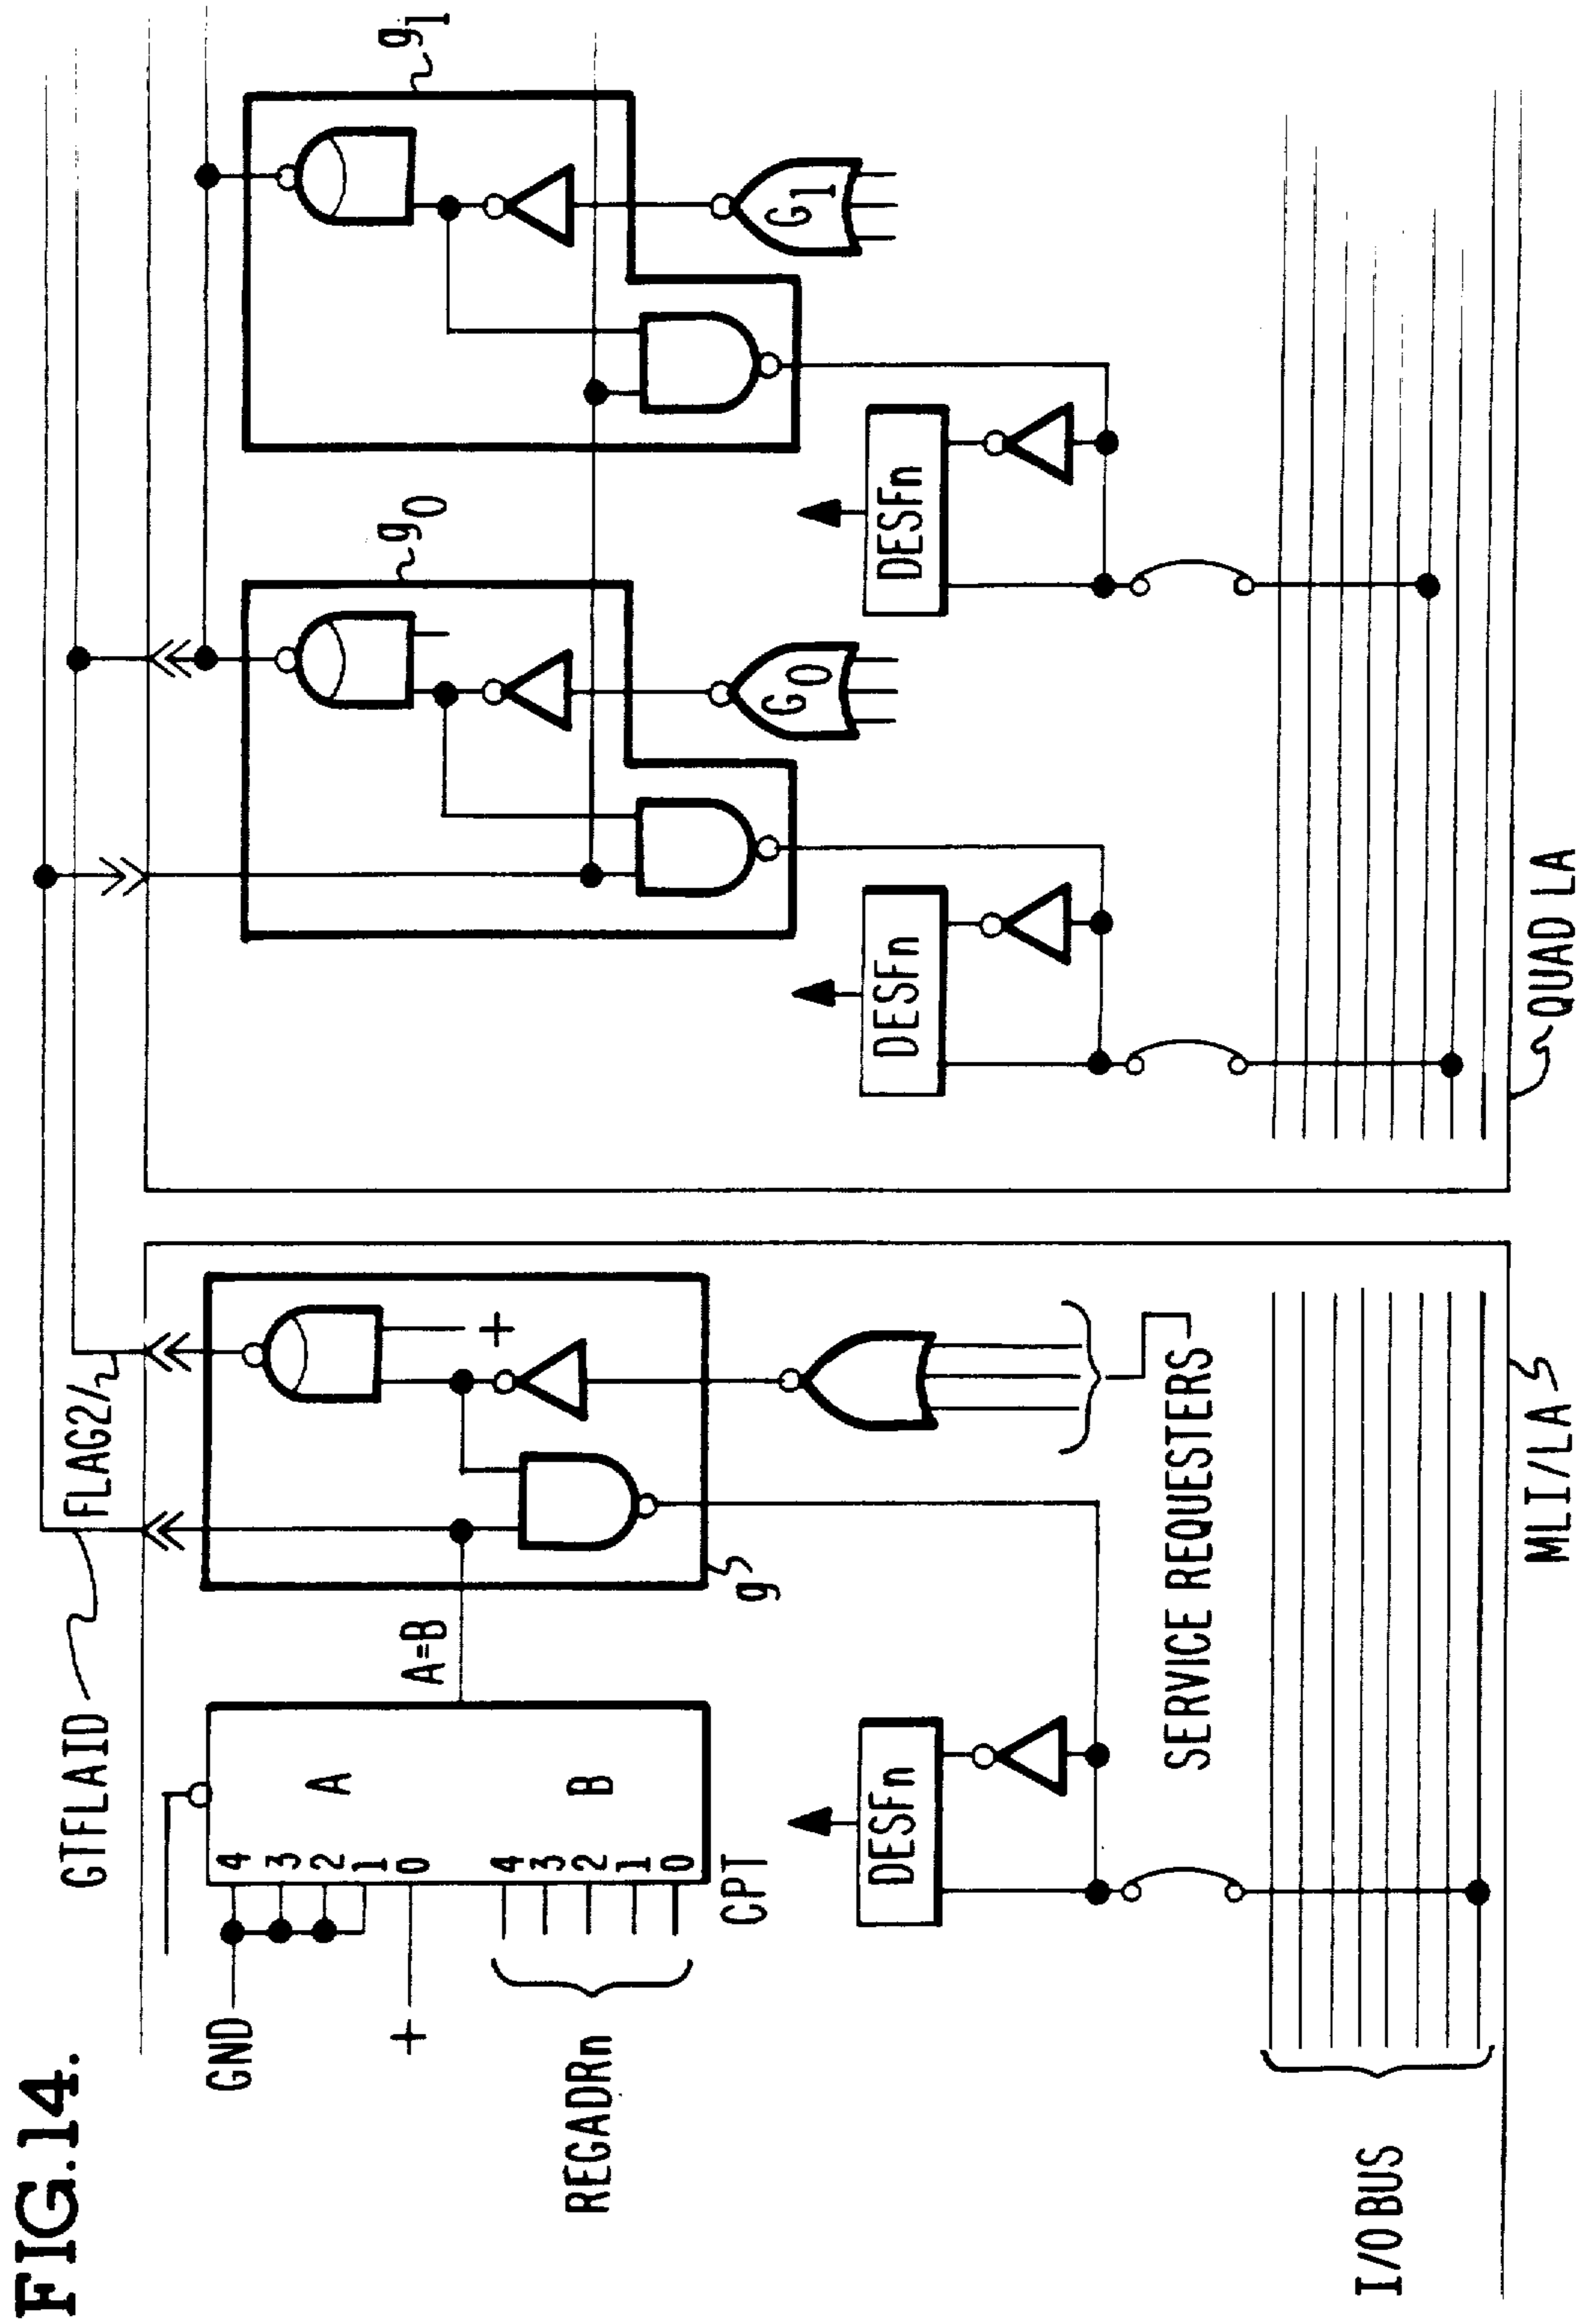 FIG.14.
GTFLAID
FLAG2/
GND
+
4
3
2
1
0
A
A=B
+
REGADRn
4
3
2
1
0
B
CPT
g
g0
g1
G0
G1
DESFn
DESFn
DESFn
SERVICE REQUESTERS
I/O BUS
MLI/LA
QUAD LA